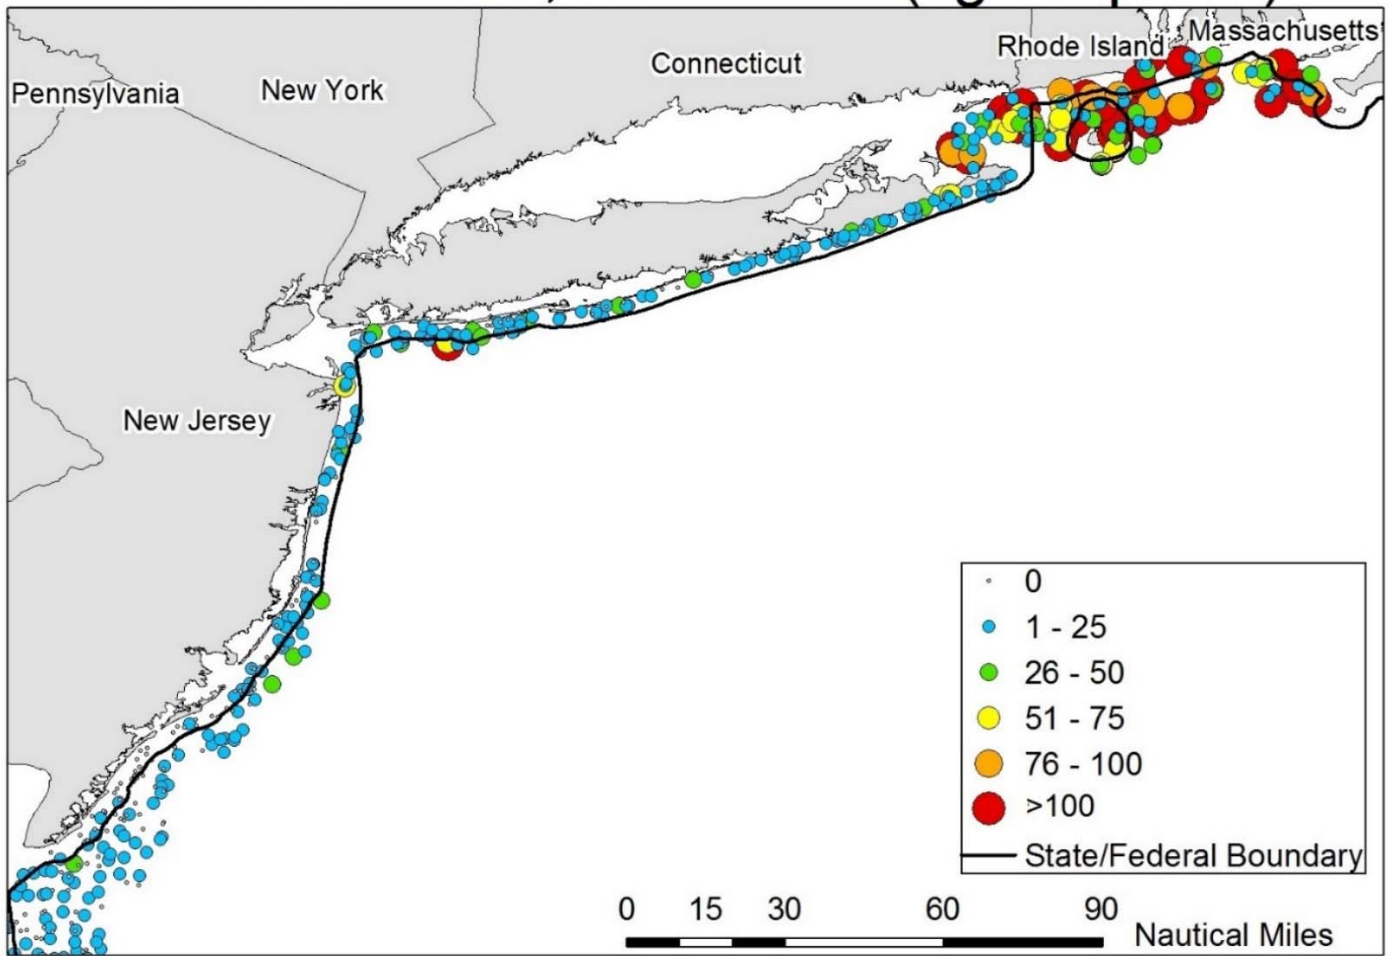 Massachusetts
Rhode Island
Connecticut
New York
Pennsylvania
New Jersey
0
1 - 25
26 - 50
51 - 75
76 - 100
>100
State/Federal Boundary
0 15 30 60 90
Nautical Miles